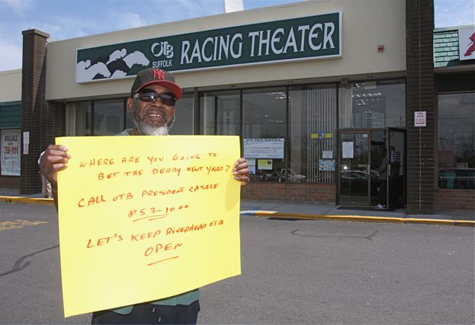 OTB
SUFFOLK
RACING THEATER
WHERE ARE YOU GOING TO
BET THE DERBY NEXT YEAR?
CALL OTB PRESIDENT CASALE
853-1000
LET'S KEEP RIVERHEAD OTB
OPEN